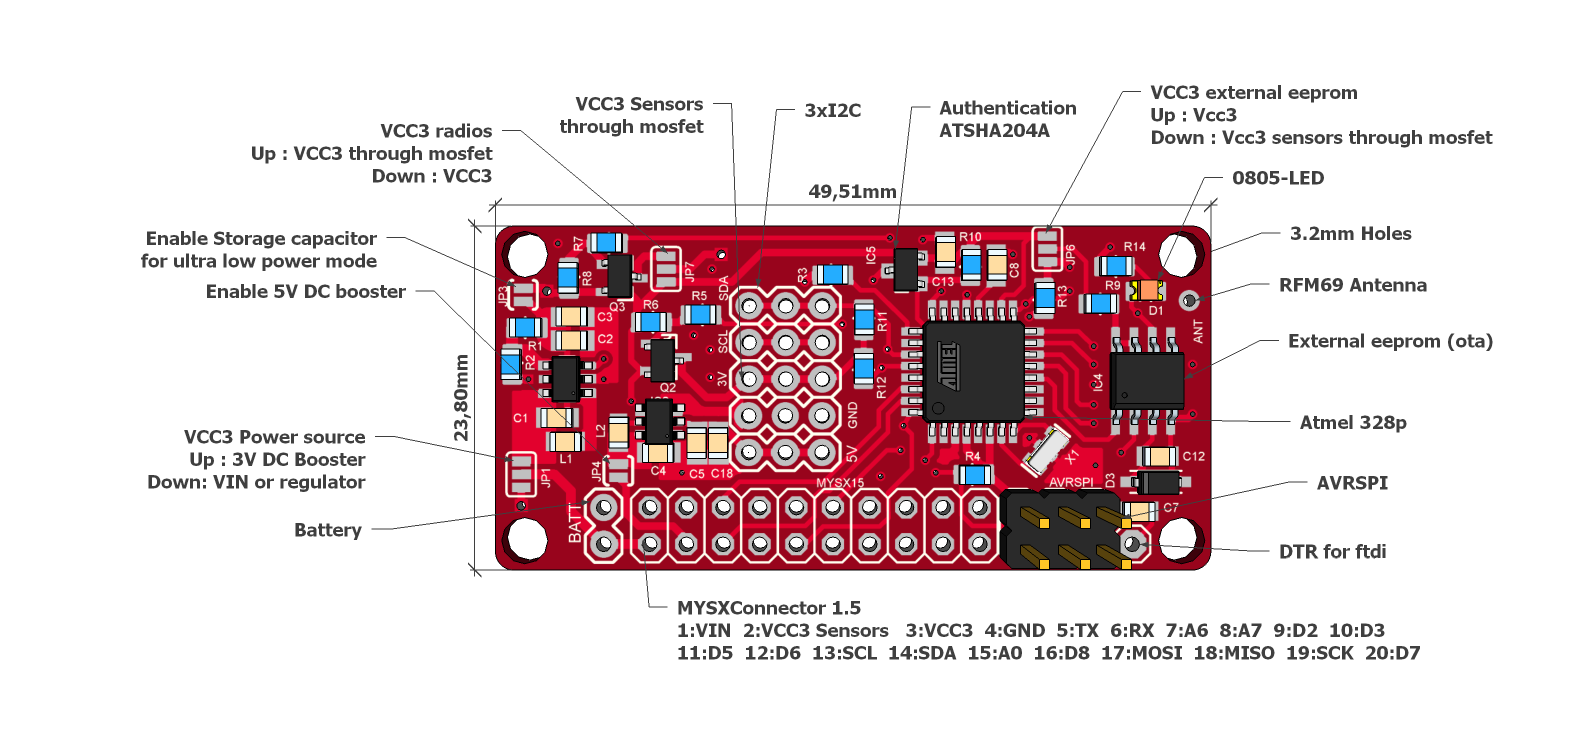 VCC3 Sensors
through mosfet
3xI2C
Authentication
ATSHA204A
VCC3 external eeprom
Up : Vcc3
Down : Vcc3 sensors through mosfet
VCC3 radios
Up : VCC3 through mosfet
Down : VCC3
0805-LED
49,51mm
Enable Storage capacitor
for ultra low power mode
3.2mm Holes
Enable 5V DC booster
RFM69 Antenna
External eeprom (ota)
23,80mm
Atmel 328p
VCC3 Power source
Up : 3V DC Booster
Down: VIN or regulator
AVRSPI
Battery
DTR for ftdi
R7
R8
Q3
JP7
JP3
C3
C2
R1
R2
C1
L1
JP1
L2
JP4
R6
R5
Q2
C4
C5
C18
SDA
SCL
3V
GND
5V
R3
R11
R12
IC5
C13
R10
C8
JP6
R13
R14
R9
D1
ANT
IC4
ATMEL
X1
R4
C12
D3
C7
MYSX15
AVRSPI
BATT
MYSXConnector 1.5
1:VIN 2:VCC3 Sensors 3:VCC3 4:GND 5:TX 6:RX 7:A6 8:A7 9:D2 10:D3
11:D5 12:D6 13:SCL 14:SDA 15:A0 16:D8 17:MOSI 18:MISO 19:SCK 20:D7